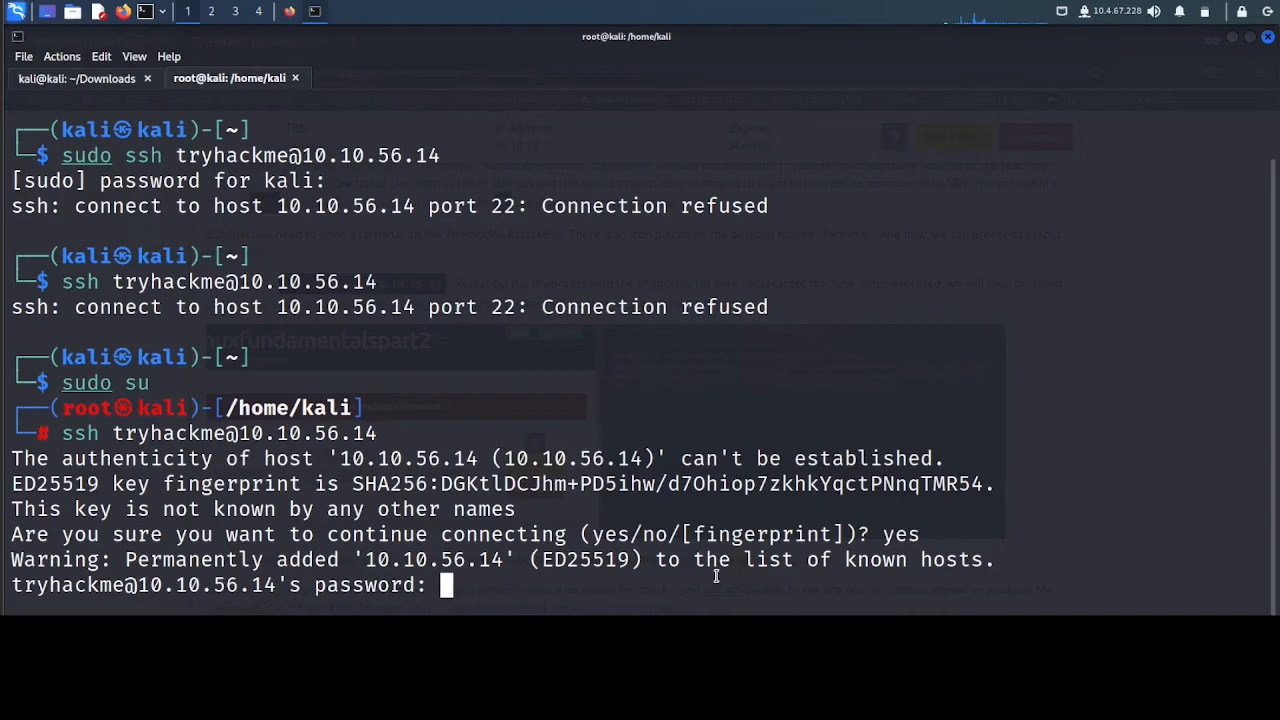 1 2 3 4 10.4.67.228
root@kali: /home/kali
File Actions Edit View Help
kali@kali: ~/Downloads × root@kali: /home/kali ×
┌──(kali㉿kali)-[~]
└─$ sudo ssh tryhackme@10.10.56.14
[sudo] password for kali:
ssh: connect to host 10.10.56.14 port 22: Connection refused
┌──(kali㉿kali)-[~]
└─$ ssh tryhackme@10.10.56.14
ssh: connect to host 10.10.56.14 port 22: Connection refused
┌──(kali㉿kali)-[~]
└─$ sudo su
┌──(root㉿kali)-[/home/kali]
└─# ssh tryhackme@10.10.56.14
The authenticity of host '10.10.56.14 (10.10.56.14)' can't be established.
ED25519 key fingerprint is SHA256:DGKtlDCJhm+PD5ihw/d7Ohiop7zkhkYqctPNnqTMR54.
This key is not known by any other names
Are you sure you want to continue connecting (yes/no/[fingerprint])? yes
Warning: Permanently added '10.10.56.14' (ED25519) to the list of known hosts.
tryhackme@10.10.56.14's password: